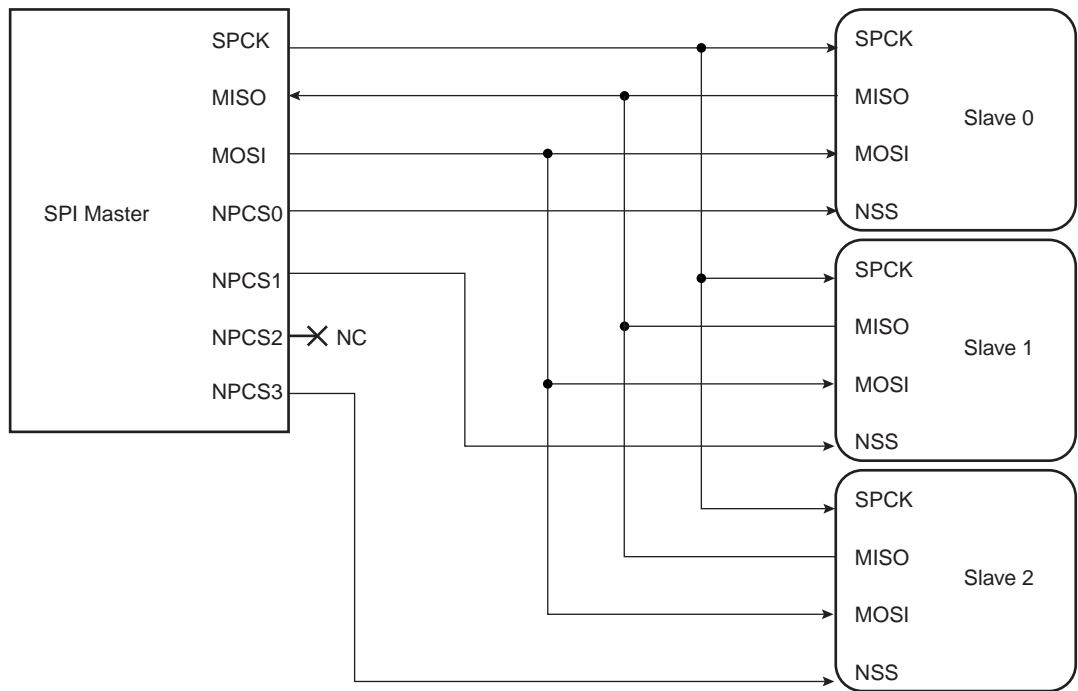 SPI Master
SPCK
MISO
MOSI
NPCS0
NPCS1
NPCS2
NC
NPCS3
SPCK
MISO
Slave 0
MOSI
NSS
SPCK
MISO
Slave 1
MOSI
NSS
SPCK
MISO
Slave 2
MOSI
NSS